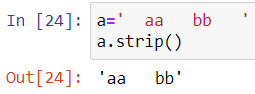 In [24]: a='  aa   bb   '
a.strip()
Out[24]: 'aa   bb'